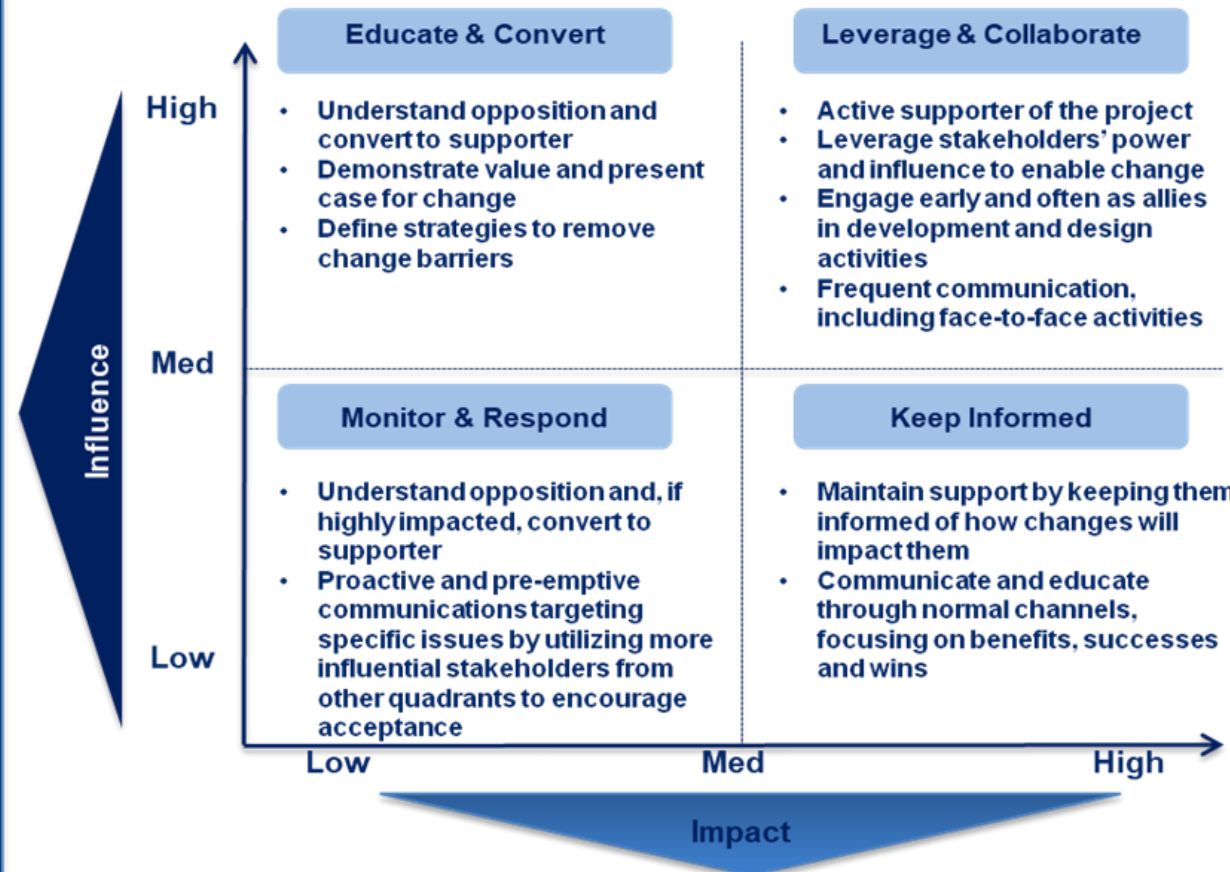 Educate & Convert
• Understand opposition and
convert to supporter
• Demonstrate value and present
case for change
• Define strategies to remove
change barriers
Leverage & Collaborate
• Active supporter of the project
• Leverage stakeholders’ power
and influence to enable change
• Engage early and often as allies
in development and design
activities
• Frequent communication,
including face-to-face activities
Monitor & Respond
• Understand opposition and, if
highly impacted, convert to
supporter
• Proactive and pre-emptive
communications targeting
specific issues by utilizing more
influential stakeholders from
other quadrants to encourage
acceptance
Keep Informed
• Maintain support by keeping them
informed of how changes will
impact them
• Communicate and educate
through normal channels,
focusing on benefits, successes
and wins
High
Med
Low
Influence
Low
Med
High
Impact